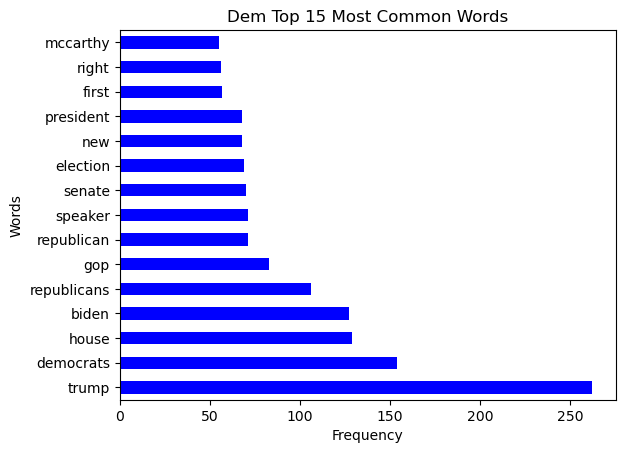 Dem Top 15 Most Common Words
mccarthy
right
first
president
new
election
senate
speaker
republican
gop
republicans
biden
house
democrats
trump
Words
0 50 100 150 200 250
Frequency